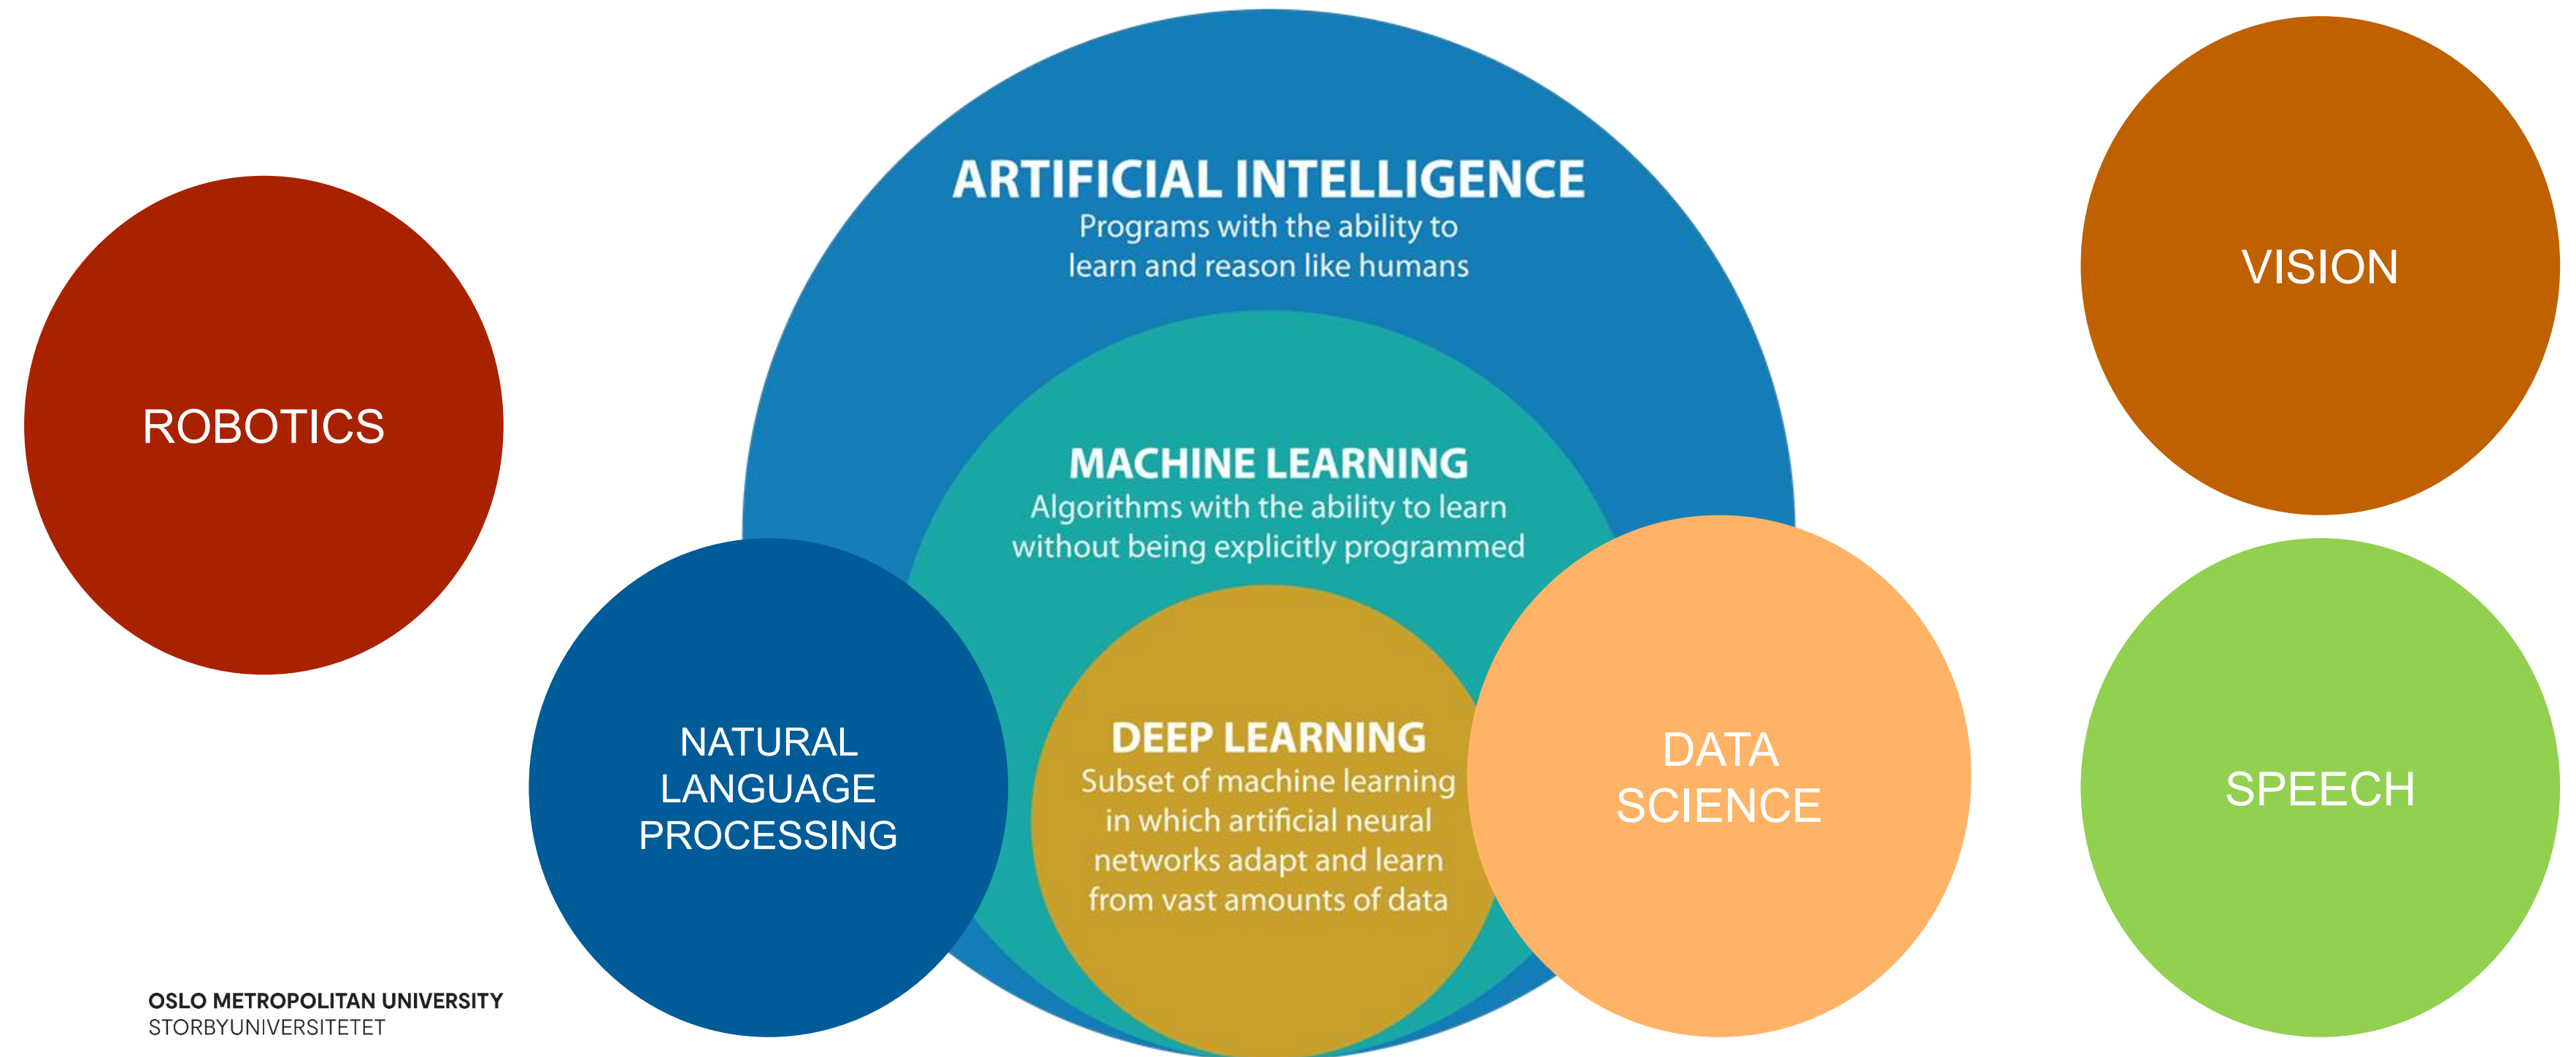 ARTIFICIAL INTELLIGENCE
Programs with the ability to
learn and reason like humans
VISION
ROBOTICS
MACHINE LEARNING
Algorithms with the ability to learn
without being explicitly programmed
NATURAL
LANGUAGE
PROCESSING
DEEP LEARNING
Subset of machine learning
in which artificial neural
networks adapt and learn
from vast amounts of data
DATA
SCIENCE
SPEECH
OSLO METROPOLITAN UNIVERSITY
STORBYUNIVERSITETET